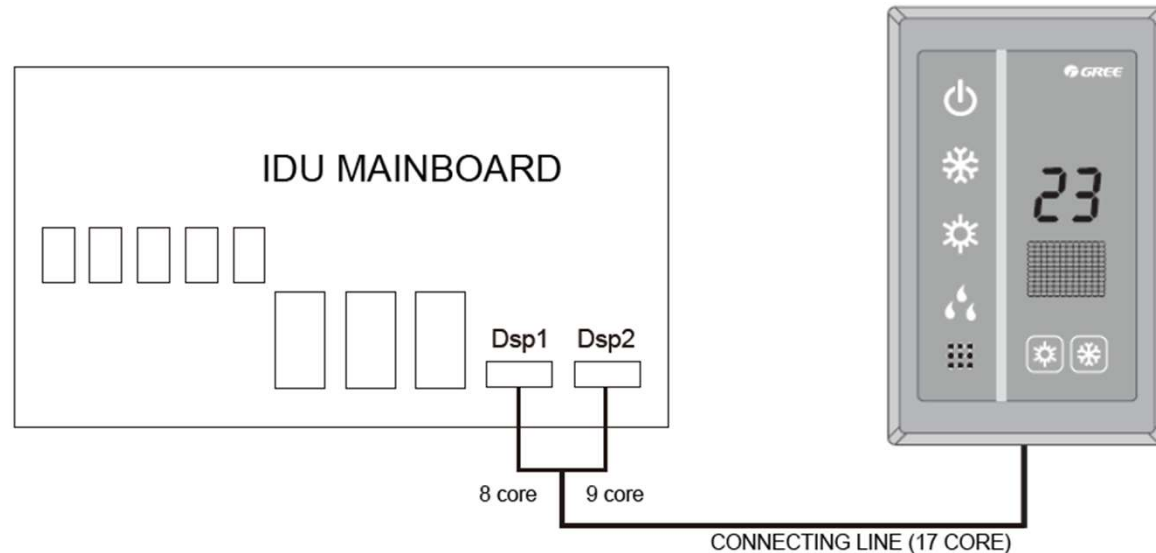 GREE
IDU MAINBOARD
23
Dsp1 Dsp2
8 core 9 core
CONNECTING LINE (17 CORE)